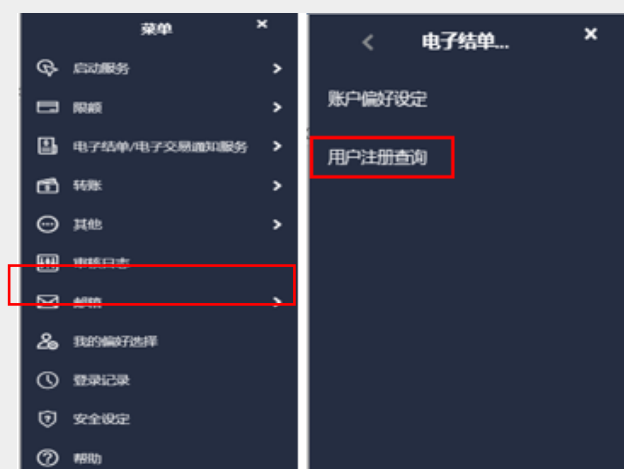 菜单
启动服务
限额
电子结单/电子交易通知服务
转账
其他
审核日志
邮箱
我的偏好选择
登录记录
安全设定
帮助
电子结单...
账户偏好设定
用户注册查询